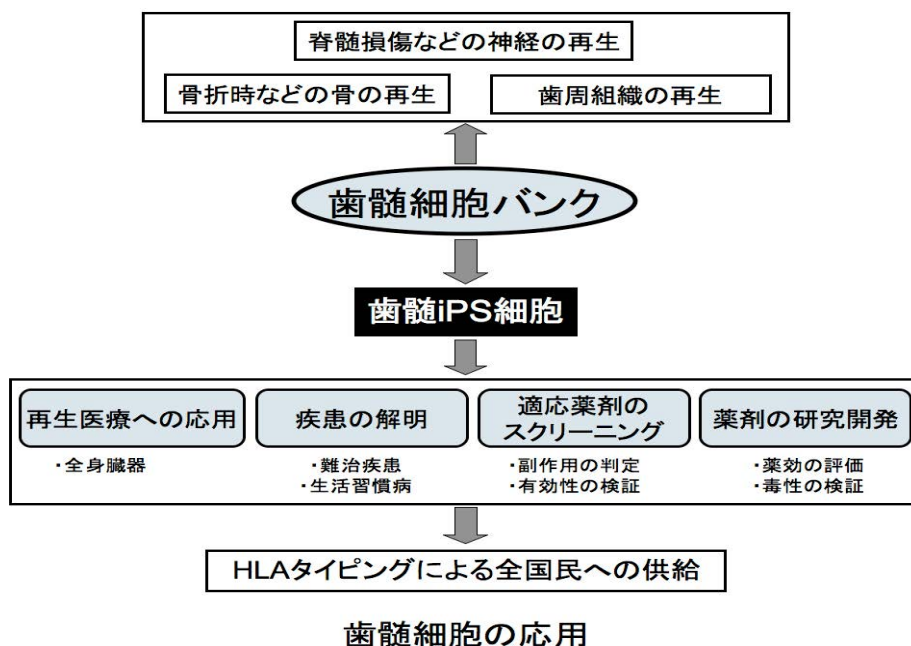 脊髄損傷などの神経の再生
骨折時などの骨の再生
歯周組織の再生
歯髄細胞バンク
歯髄iPS細胞
再生医療への応用
・全身臓器
疾患の解明
・難治疾患
・生活習慣病
適応薬剤の
スクリーニング
・副作用の判定
・有効性の検証
薬剤の研究開発
・薬効の評価
・毒性の検証
HLAタイピングによる全国民への供給
歯髄細胞の応用